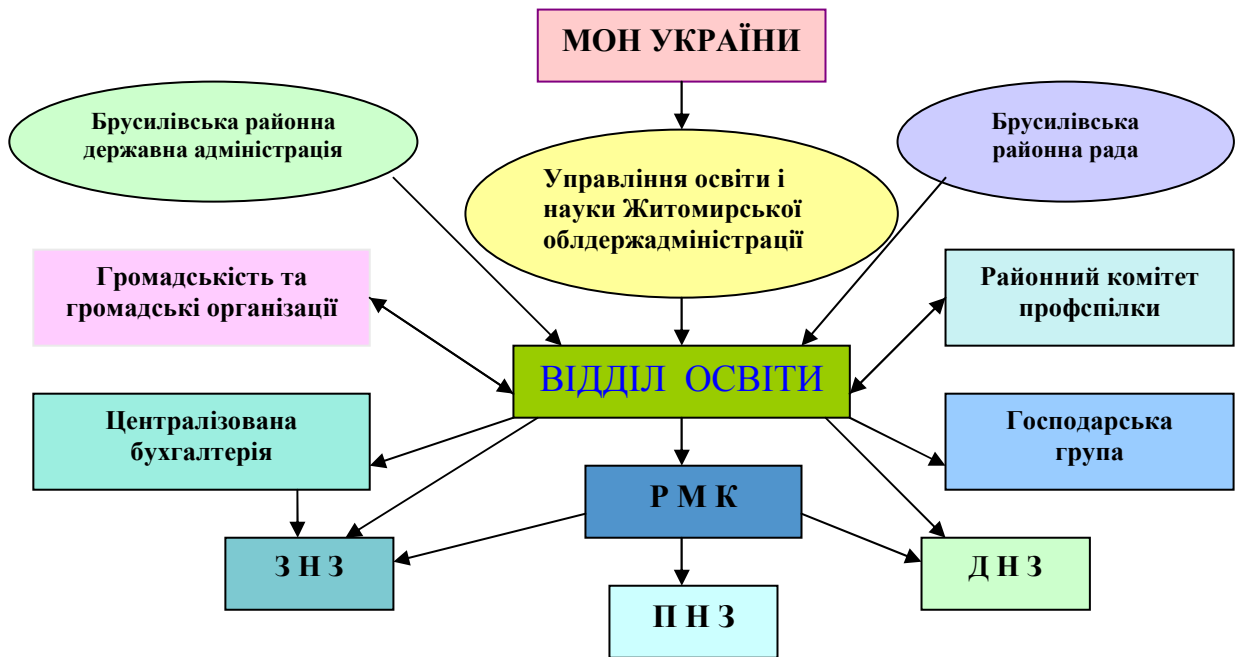 МОН УКРАЇНИ
Брусилівська районна
державна адміністрація
Брусилівська
районна рада
Управління освіти і
науки Житомирської
облдержадміністрації
Громадськість та
громадські організації
Районний комітет
профспілки
ВІДДІЛ ОСВІТИ
Централізована
бухгалтерія
Господарська
група
Р М К
З Н З
Д Н З
П Н З